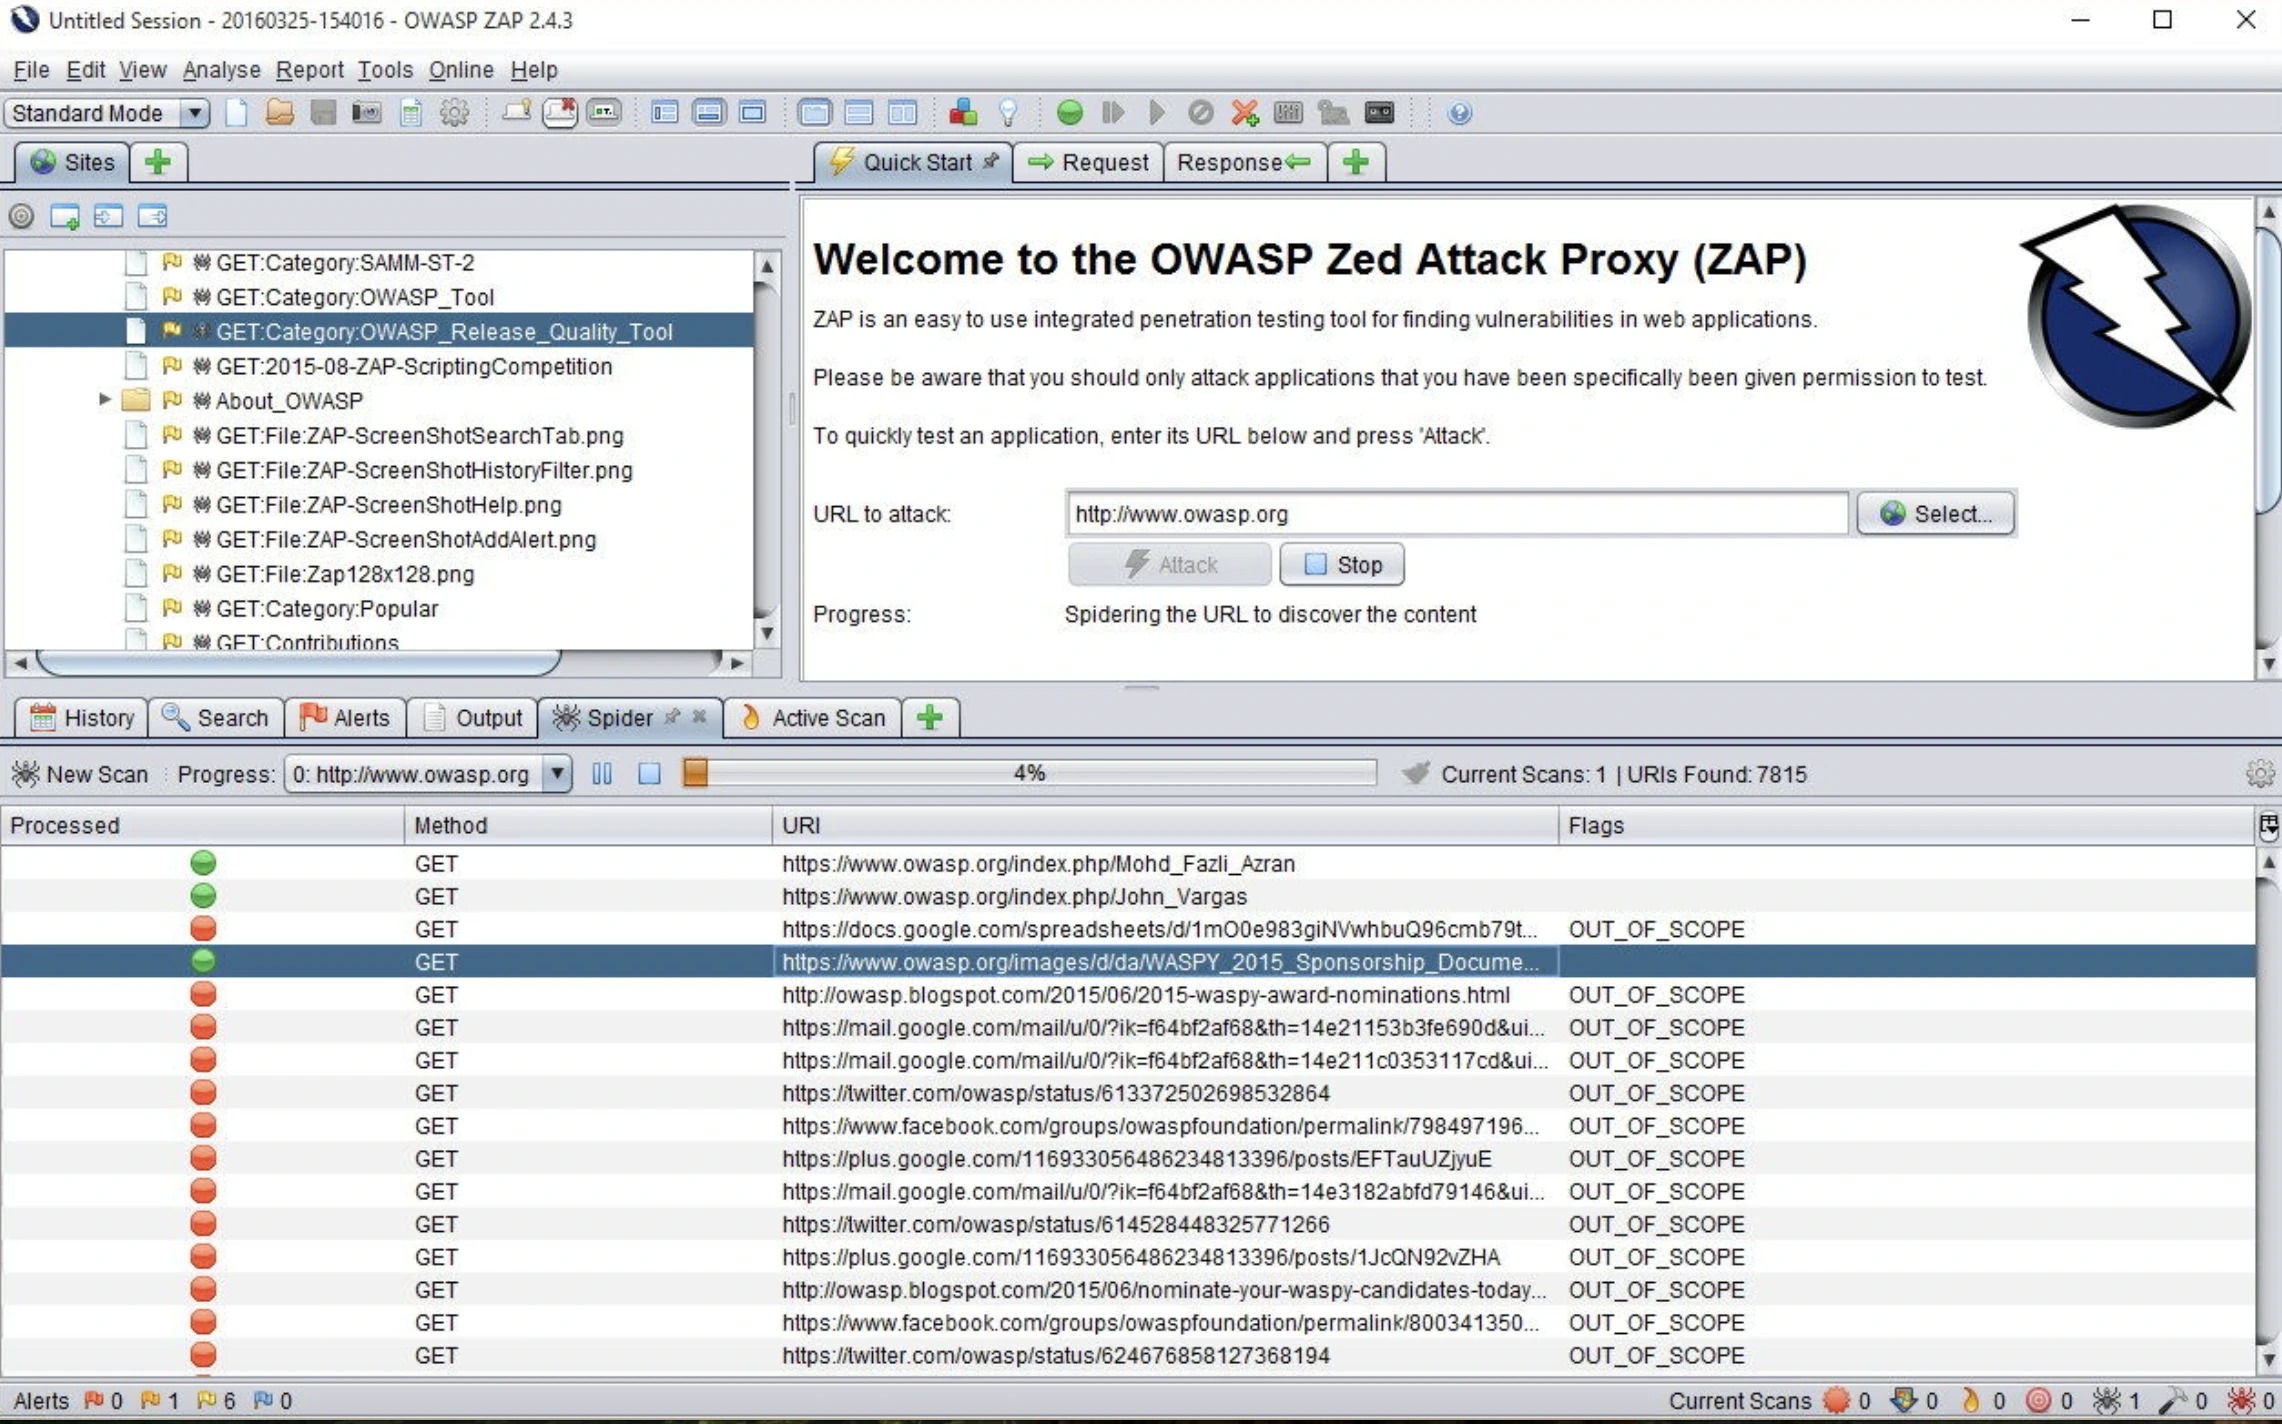 Untitled Session - 20160325-154016 - OWASP ZAP 2.4.3
File Edit View Analyse Report Tools Online Help
Standard Mode
Sites
Quick Start Request Response
GET:Category:SAMM-ST-2
GET:Category:OWASP_Tool
GET:Category:OWASP_Release_Quality_Tool
GET:2015-08-ZAP-ScriptingCompetition
About_OWASP
GET:File:ZAP-ScreenShotSearchTab.png
GET:File:ZAP-ScreenShotHistoryFilter.png
GET:File:ZAP-ScreenShotHelp.png
GET:File:ZAP-ScreenShotAddAlert.png
GET:File:Zap128x128.png
GET:Category:Popular
GET:Contributions
Welcome to the OWASP Zed Attack Proxy (ZAP)
ZAP is an easy to use integrated penetration testing tool for finding vulnerabilities in web applications.
Please be aware that you should only attack applications that you have been specifically been given permission to test.
To quickly test an application, enter its URL below and press 'Attack'.
URL to attack: http://www.owasp.org Select...
Attack Stop
Progress: Spidering the URL to discover the content
History Search Alerts Output Spider Active Scan
New Scan Progress: 0: http://www.owasp.org 4% Current Scans: 1 | URIs Found: 7815
Processed Method URI Flags
GET https://www.owasp.org/index.php/Mohd_Fazli_Azran
GET https://www.owasp.org/index.php/John_Vargas
GET https://docs.google.com/spreadsheets/d/1mO0e983giNVwhbuQ96cmb79t... OUT_OF_SCOPE
GET https://www.owasp.org/images/d/da/WASPY_2015_Sponsorship_Docume...
GET http://owasp.blogspot.com/2015/06/2015-waspy-award-nominations.html OUT_OF_SCOPE
GET https://mail.google.com/mail/u/0/?ik=f64bf2af68&th=14e21153b3fe690d&ui... OUT_OF_SCOPE
GET https://mail.google.com/mail/u/0/?ik=f64bf2af68&th=14e211c0353117cd&ui... OUT_OF_SCOPE
GET https://twitter.com/owasp/status/613372502698532864 OUT_OF_SCOPE
GET https://www.facebook.com/groups/owaspfoundation/permalink/798497196... OUT_OF_SCOPE
GET https://plus.google.com/116933056486234813396/posts/EFTauUZjyuE OUT_OF_SCOPE
GET https://mail.google.com/mail/u/0/?ik=f64bf2af68&th=14e3182abfd79146&ui... OUT_OF_SCOPE
GET https://twitter.com/owasp/status/614528448325771266 OUT_OF_SCOPE
GET https://plus.google.com/116933056486234813396/posts/1JcQN92vZHA OUT_OF_SCOPE
GET http://owasp.blogspot.com/2015/06/nominate-your-waspy-candidates-today... OUT_OF_SCOPE
GET https://www.facebook.com/groups/owaspfoundation/permalink/800341350... OUT_OF_SCOPE
GET https://twitter.com/owasp/status/624676858127368194 OUT_OF_SCOPE
Alerts 0 1 6 0 Current Scans 0 0 0 0 1 0 0